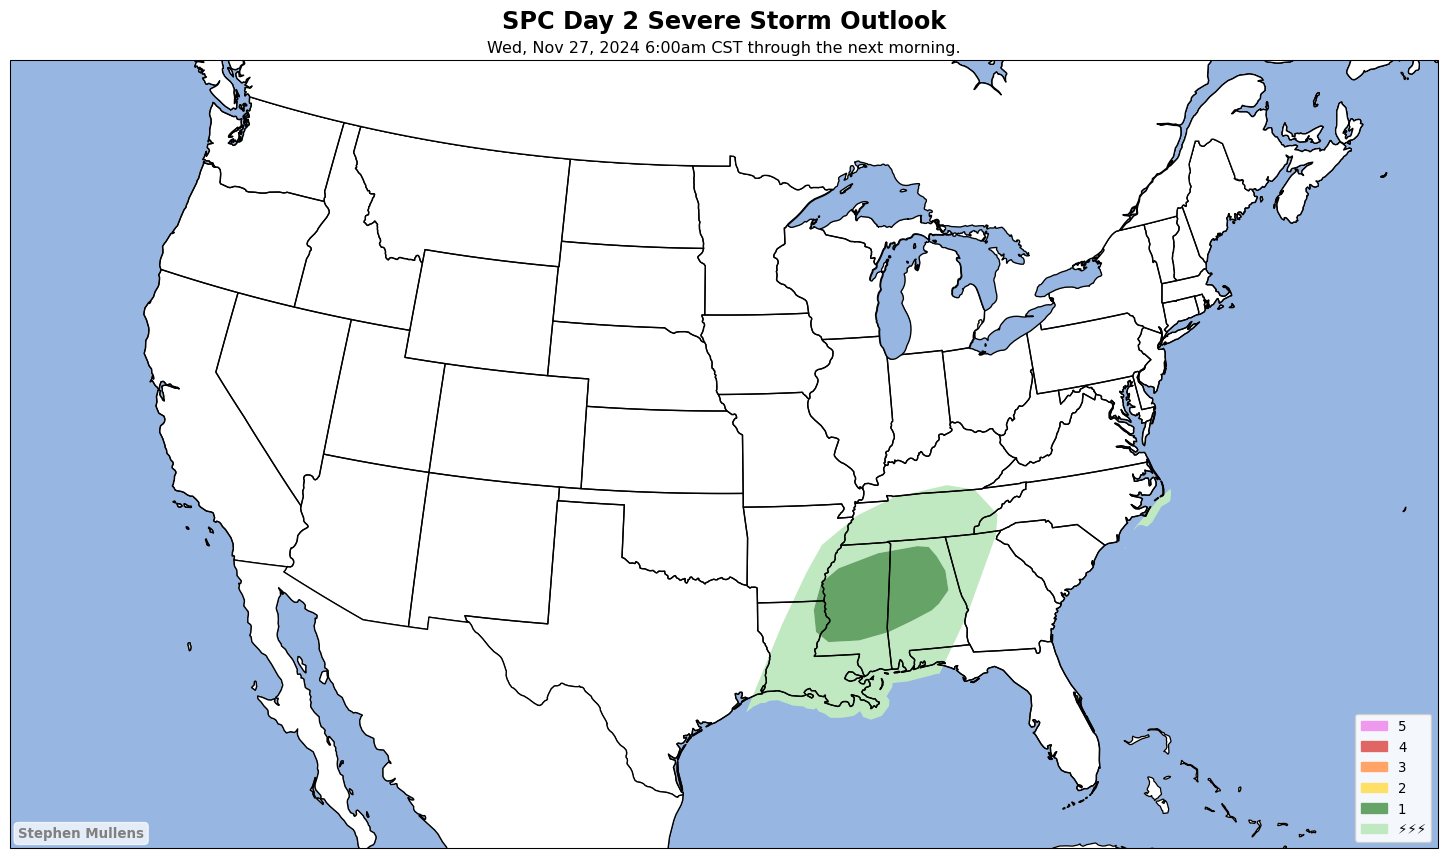 SPC Day 2 Severe Storm Outlook
Wed, Nov 27, 2024 6:00am CST through the next morning.
5
4
3
2
1
⚡⚡⚡
Stephen Mullens